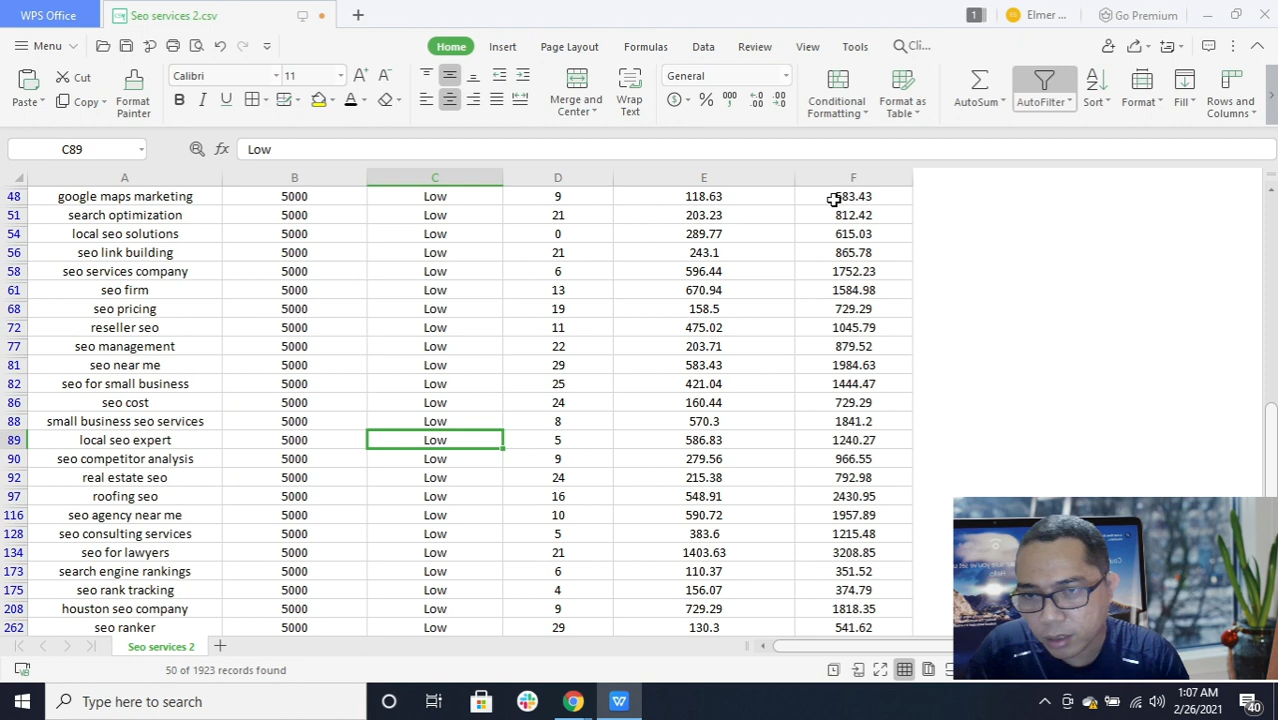 WPS Office Seo services 2.csv + 1 Elmer ... Go Premium
Menu Home Insert Page Layout Formulas Data Review View Tools Cli...
Paste Cut Copy Format Painter Calibri 11 A+ A- B I U A Merge and Center Wrap Text General $ % 000 Conditional Formatting Format as Table AutoSum AutoFilter Sort Format Fill Rows and Columns
C89 fx Low
A B C D E F
48 google maps marketing 5000 Low 9 118.63 583.43
51 search optimization 5000 Low 21 203.23 812.42
54 local seo solutions 5000 Low 0 289.77 615.03
56 seo link building 5000 Low 21 243.1 865.78
58 seo services company 5000 Low 6 596.44 1752.23
61 seo firm 5000 Low 13 670.94 1584.98
68 seo pricing 5000 Low 19 158.5 729.29
72 reseller seo 5000 Low 11 475.02 1045.79
77 seo management 5000 Low 22 203.71 879.52
81 seo near me 5000 Low 29 583.43 1984.63
82 seo for small business 5000 Low 25 421.04 1444.47
86 seo cost 5000 Low 24 160.44 729.29
88 small business seo services 5000 Low 8 570.3 1841.2
89 local seo expert 5000 Low 5 586.83 1240.27
90 seo competitor analysis 5000 Low 9 279.56 966.55
92 real estate seo 5000 Low 24 215.38 792.98
97 roofing seo 5000 Low 16 548.91 2430.95
116 seo agency near me 5000 Low 10 590.72 1957.89
128 seo consulting services 5000 Low 5 383.6 1215.48
134 seo for lawyers 5000 Low 21 1403.63 3208.85
173 search engine rankings 5000 Low 6 110.37 351.52
175 seo rank tracking 5000 Low 4 156.07 374.79
208 houston seo company 5000 Low 9 729.29 1818.35
262 seo ranker 5000 Low 29 130.3 541.62
Seo services 2 +
50 of 1923 records found
Type here to search
1:07 AM
2/26/2021
40